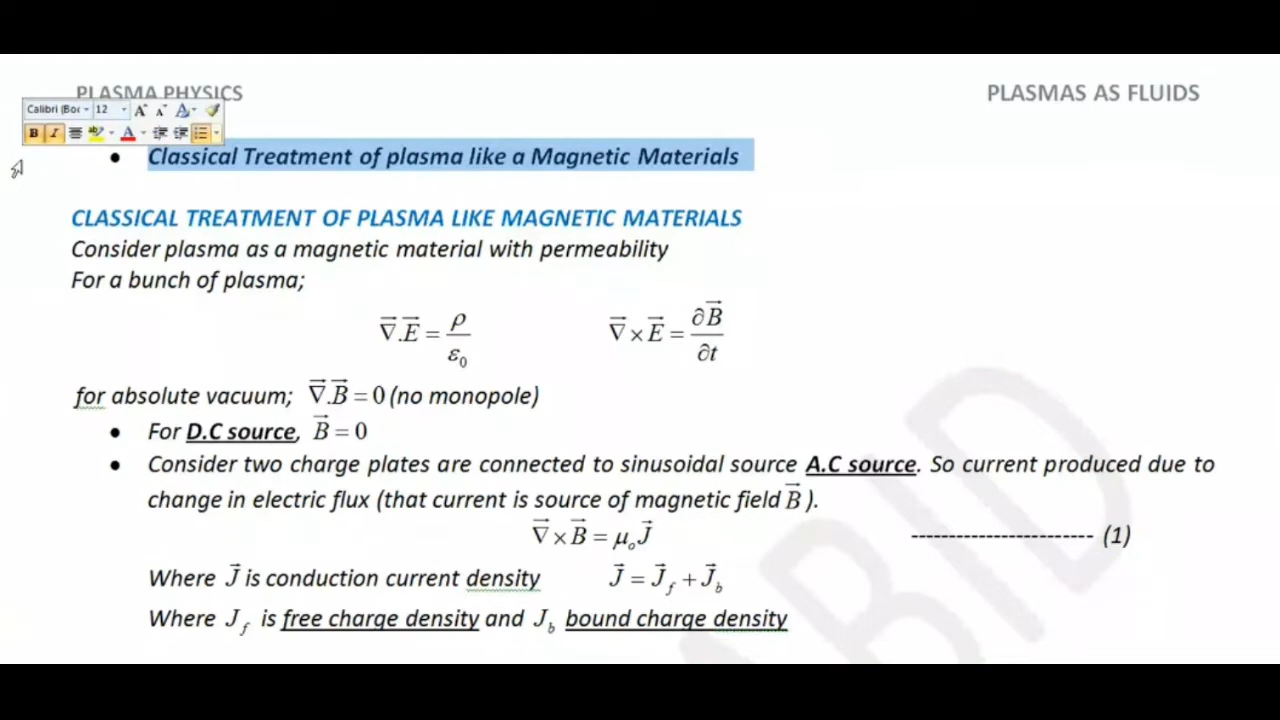 PLASMA PHYSICS PLASMAS AS FLUIDS
Calibri (Boc 12
• Classical Treatment of plasma like a Magnetic Materials
CLASSICAL TREATMENT OF PLASMA LIKE MAGNETIC MATERIALS
Consider plasma as a magnetic material with permeability
For a bunch of plasma;
∇⃗.E⃗ = ρ/ε₀ ∇⃗×E⃗ = ∂B⃗/∂t
for absolute vacuum; ∇⃗.B⃗ = 0 (no monopole)
• For D.C source, B⃗ = 0
• Consider two charge plates are connected to sinusoidal source A.C source. So current produced due to
change in electric flux (that current is source of magnetic field B⃗ ).
∇⃗×B⃗ = μₒJ⃗ ------------------------ (1)
Where J⃗ is conduction current density J⃗ = J⃗_f + J⃗_b
Where J_f is free charge density and J_b bound charge density
ABID